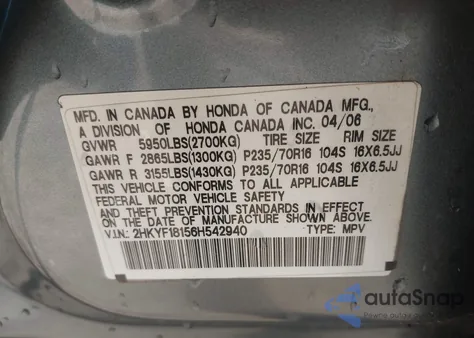 MFD. IN CANADA BY HONDA OF CANADA MFG.,
A DIVISION OF HONDA CANADA INC. 04/06
GVWR 5950LBS(2700KG) TIRE SIZE RIM SIZE
GAWR F 2865LBS(1300KG) P235/70R16 104S 16X6.5JJ
GAWR R 3155LBS(1430KG) P235/70R16 104S 16X6.5JJ
THIS VEHICLE CONFORMS TO ALL APPLICABLE
FEDERAL MOTOR VEHICLE SAFETY
AND THEFT PREVENTION STANDARDS IN EFFECT
ON THE DATE OF MANUFACTURE SHOWN ABOVE.
V.I.N: 2HKYF18156H542940 TYPE: MPV
autoSnap